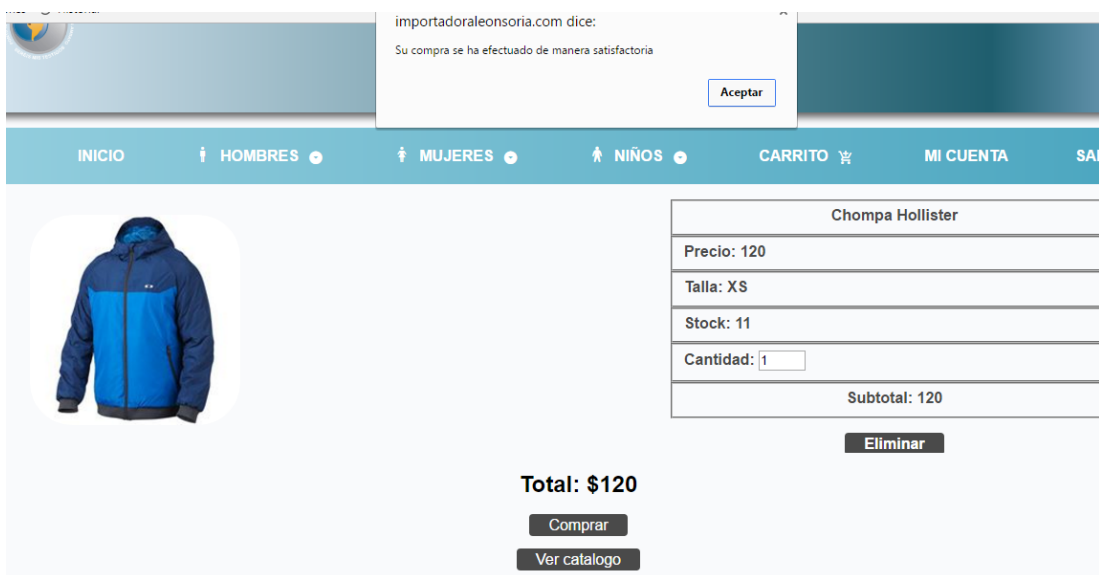 importadoraleonsoria.com dice:
Su compra se ha efectuado de manera satisfactoria
Aceptar
INICIO
HOMBRES
MUJERES
NIÑOS
CARRITO
MI CUENTA
Chompa Hollister
Precio: 120
Talla: XS
Stock: 11
Cantidad: 1
Subtotal: 120
Eliminar
Total: $120
Comprar
Ver catalogo